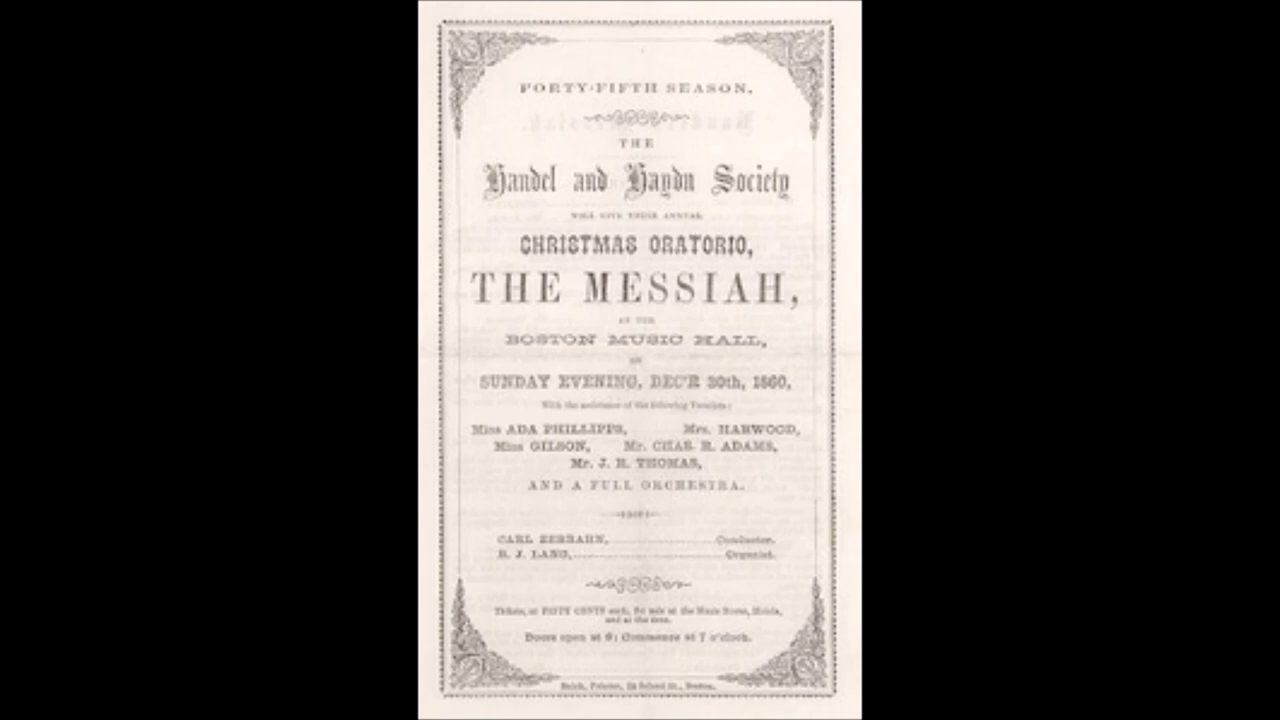 FORTY-FIFTH SEASON.
THE
Handel and Haydn Society
WILL GIVE THEIR ANNUAL
CHRISTMAS ORATORIO,
THE MESSIAH,
AT THE
BOSTON MUSIC HALL,
ON
SUNDAY EVENING, DEC'R 30th, 1860,
With the assistance of the following Vocalists:
Miss ADA PHILLIPPS, Mrs. HARWOOD,
Miss GILSON, Mr. CHAS. R. ADAMS,
Mr. J. R. THOMAS,
AND A FULL ORCHESTRA.
CARL ZERRAHN, Conductor.
B. J. LANG, Organist.
Tickets, at FIFTY CENTS each, for sale at the Music Stores, Hotels,
and at the door.
Doors open at 6; Commence at 7 o'clock.
Printer, School St., Boston.